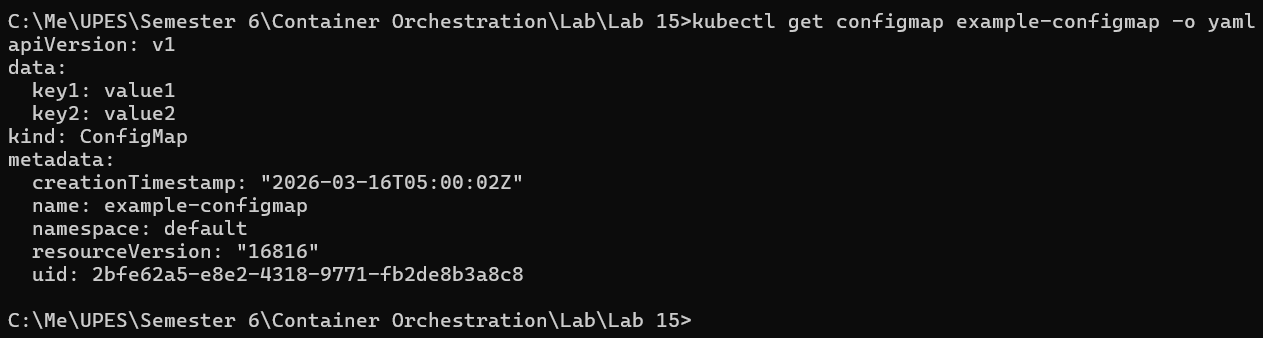 C:\Me\UPES\Semester 6\Container Orchestration\Lab\Lab 15>kubectl get configmap example-configmap -o yaml
apiVersion: v1
data:
  key1: value1
  key2: value2
kind: ConfigMap
metadata:
  creationTimestamp: "2026-03-16T05:00:02Z"
  name: example-configmap
  namespace: default
  resourceVersion: "16816"
  uid: 2bfe62a5-e8e2-4318-9771-fb2de8b3a8c8
C:\Me\UPES\Semester 6\Container Orchestration\Lab\Lab 15>